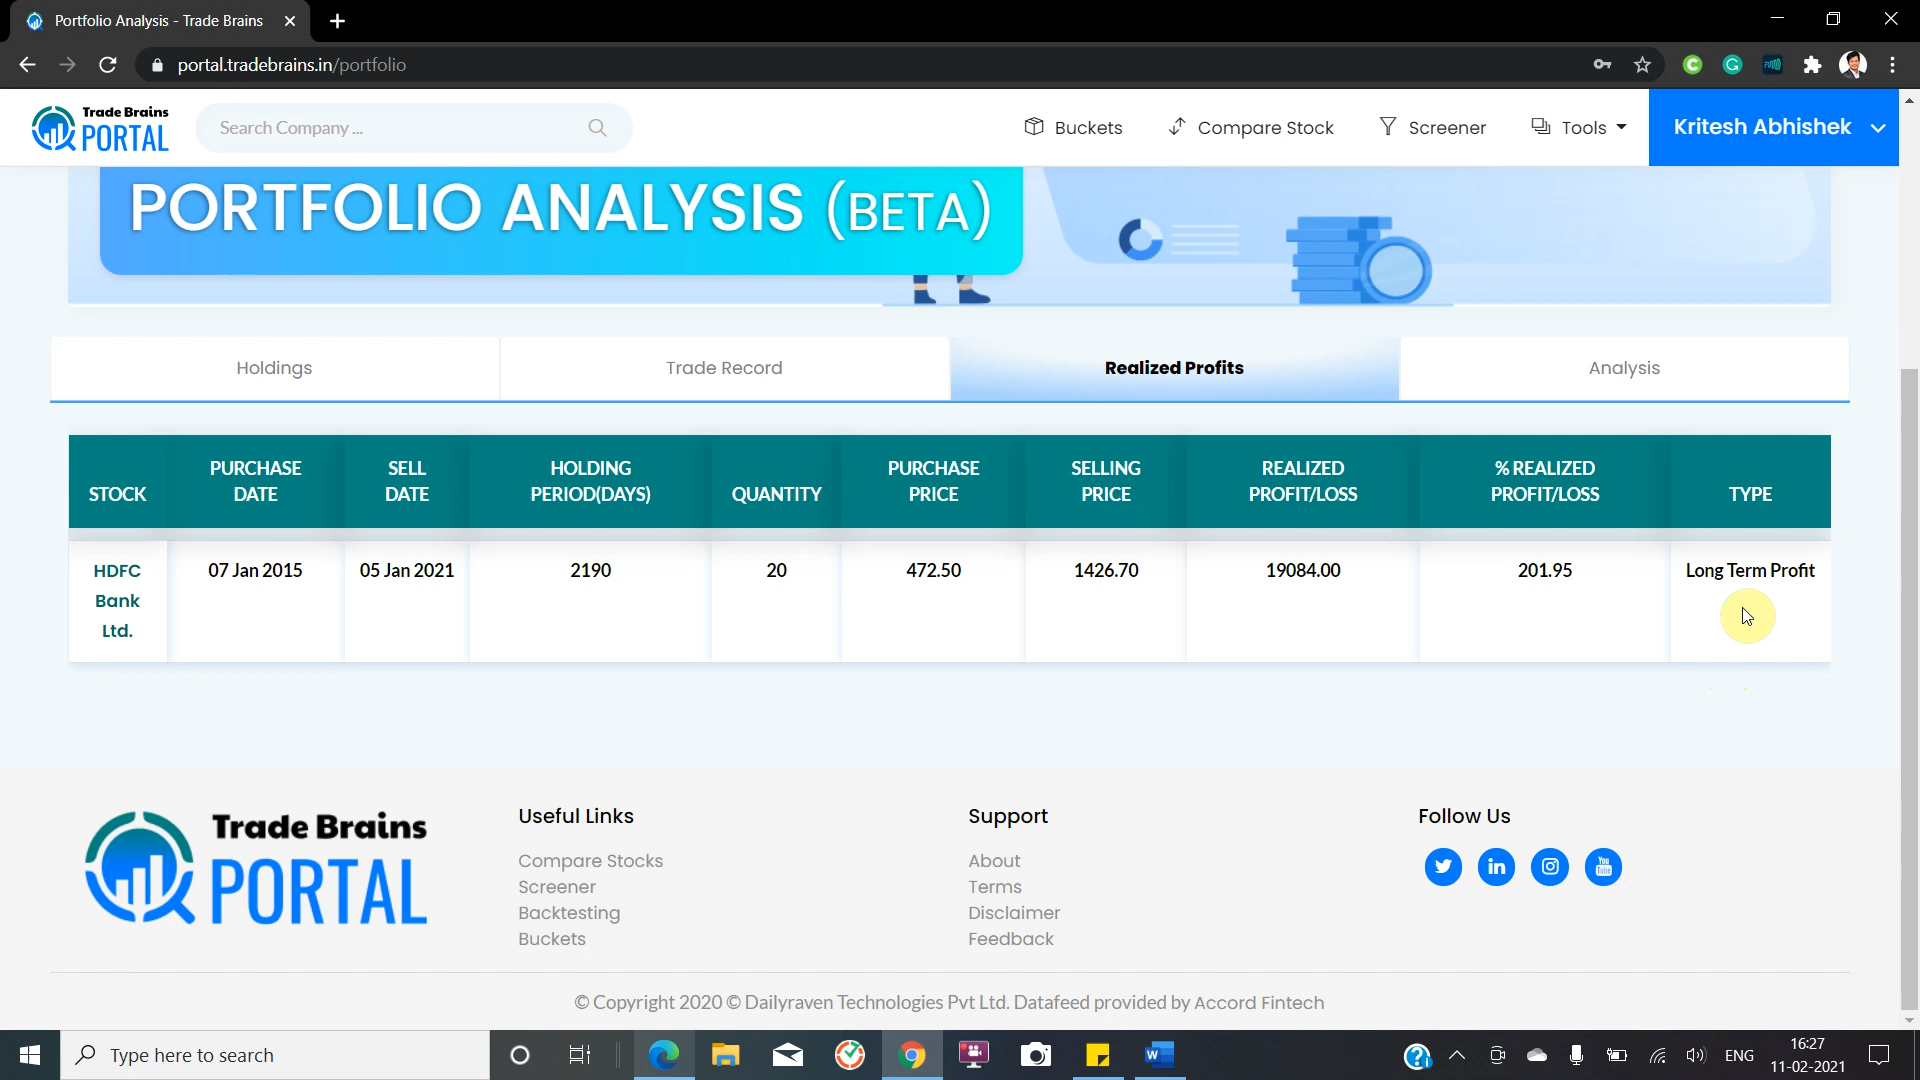 Portfolio Analysis - Trade Brains
portal.tradebrains.in/portfolio
Trade Brains
PORTAL
Search Company ...
Buckets
Compare Stock
Screener
Tools
Kritesh Abhishek
PORTFOLIO ANALYSIS (BETA)
Holdings
Trade Record
Realized Profits
Analysis
STOCK
PURCHASE
DATE
SELL
DATE
HOLDING
PERIOD(DAYS)
QUANTITY
PURCHASE
PRICE
SELLING
PRICE
REALIZED
PROFIT/LOSS
% REALIZED
PROFIT/LOSS
TYPE
HDFC
Bank
Ltd.
07 Jan 2015
05 Jan 2021
2190
20
472.50
1426.70
19084.00
201.95
Long Term Profit
Trade Brains
PORTAL
Useful Links
Compare Stocks
Screener
Backtesting
Buckets
Support
About
Terms
Disclaimer
Feedback
Follow Us
You
Tube
© Copyright 2020 © Dailyraven Technologies Pvt Ltd. Datafeed provided by Accord Fintech
Type here to search
ENG
16:27
11-02-2021